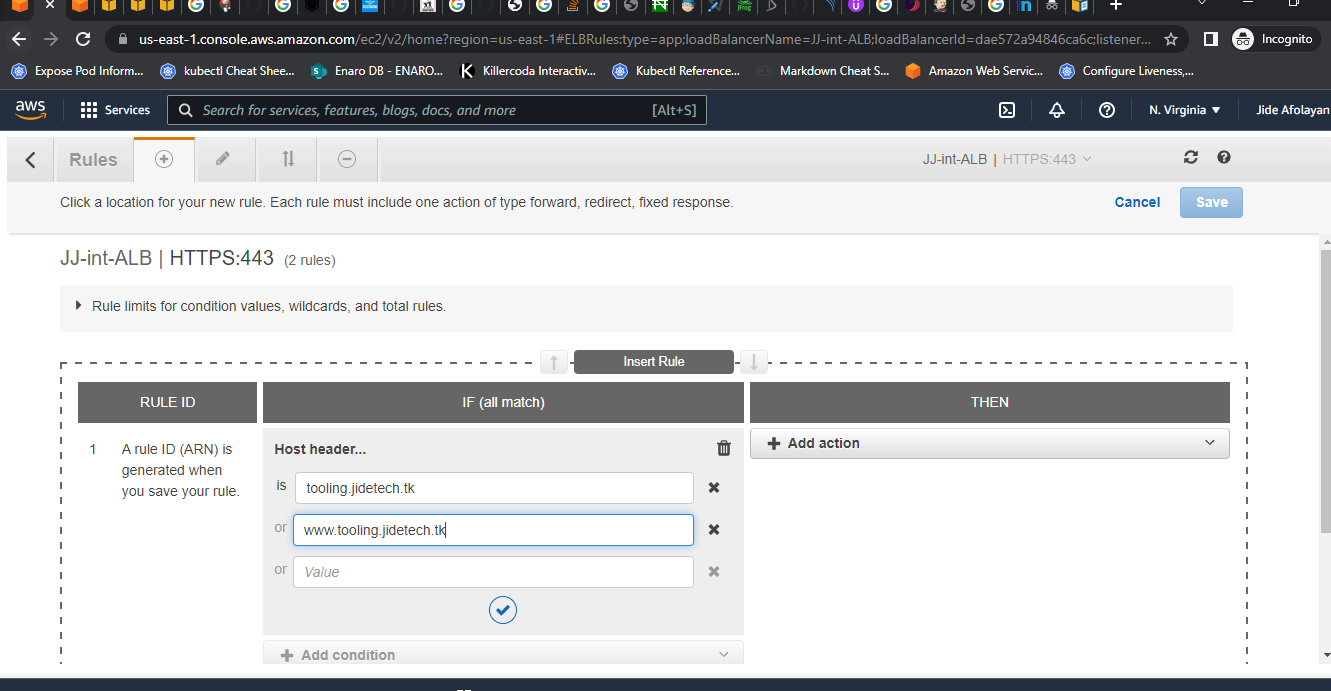 us-east-1.console.aws.amazon.com/ec2/v2/home?region=us-east-1#ELBRules:type=app;loadBalancerName=JJ-int-ALB;loadBalancerId=dae572a94846ca6c;listener...
Incognito
Expose Pod Inform...
kubectl Cheat Shee...
Enaro DB - ENARO...
Killercoda Interactiv...
Kubectl Reference...
Markdown Cheat S...
Amazon Web Servic...
Configure Liveness,...
aws
Services
Search for services, features, blogs, docs, and more
[Alt+S]
N. Virginia
Jide Afolayan
Rules
JJ-int-ALB | HTTPS:443
Click a location for your new rule. Each rule must include one action of type forward, redirect, fixed response.
Cancel
Save
JJ-int-ALB | HTTPS:443 (2 rules)
Rule limits for condition values, wildcards, and total rules.
Insert Rule
RULE ID
IF (all match)
THEN
1
A rule ID (ARN) is
generated when
you save your rule.
Host header...
is
tooling.jidetech.tk
or
www.tooling.jidetech.tk
or
Value
Add condition
Add action